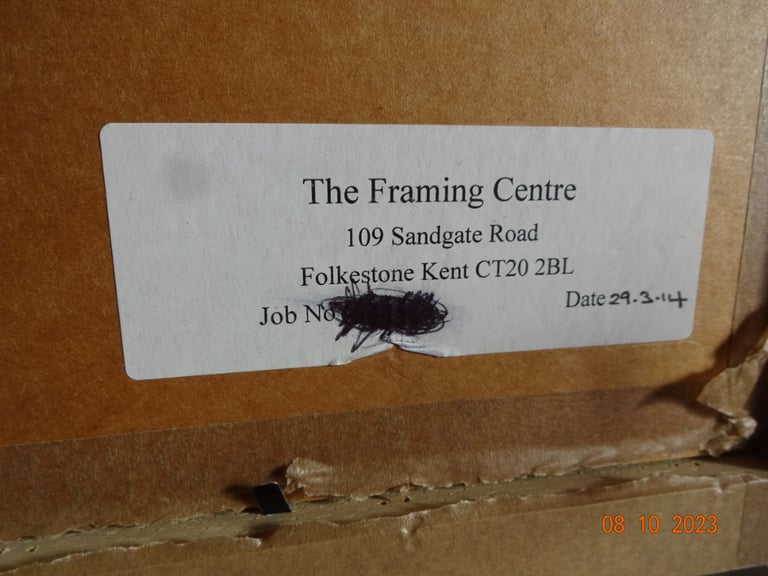 The Framing Centre
109 Sandgate Road
Folkestone Kent CT20 2BL
Job No
Date 29.3.14
08 10 2023